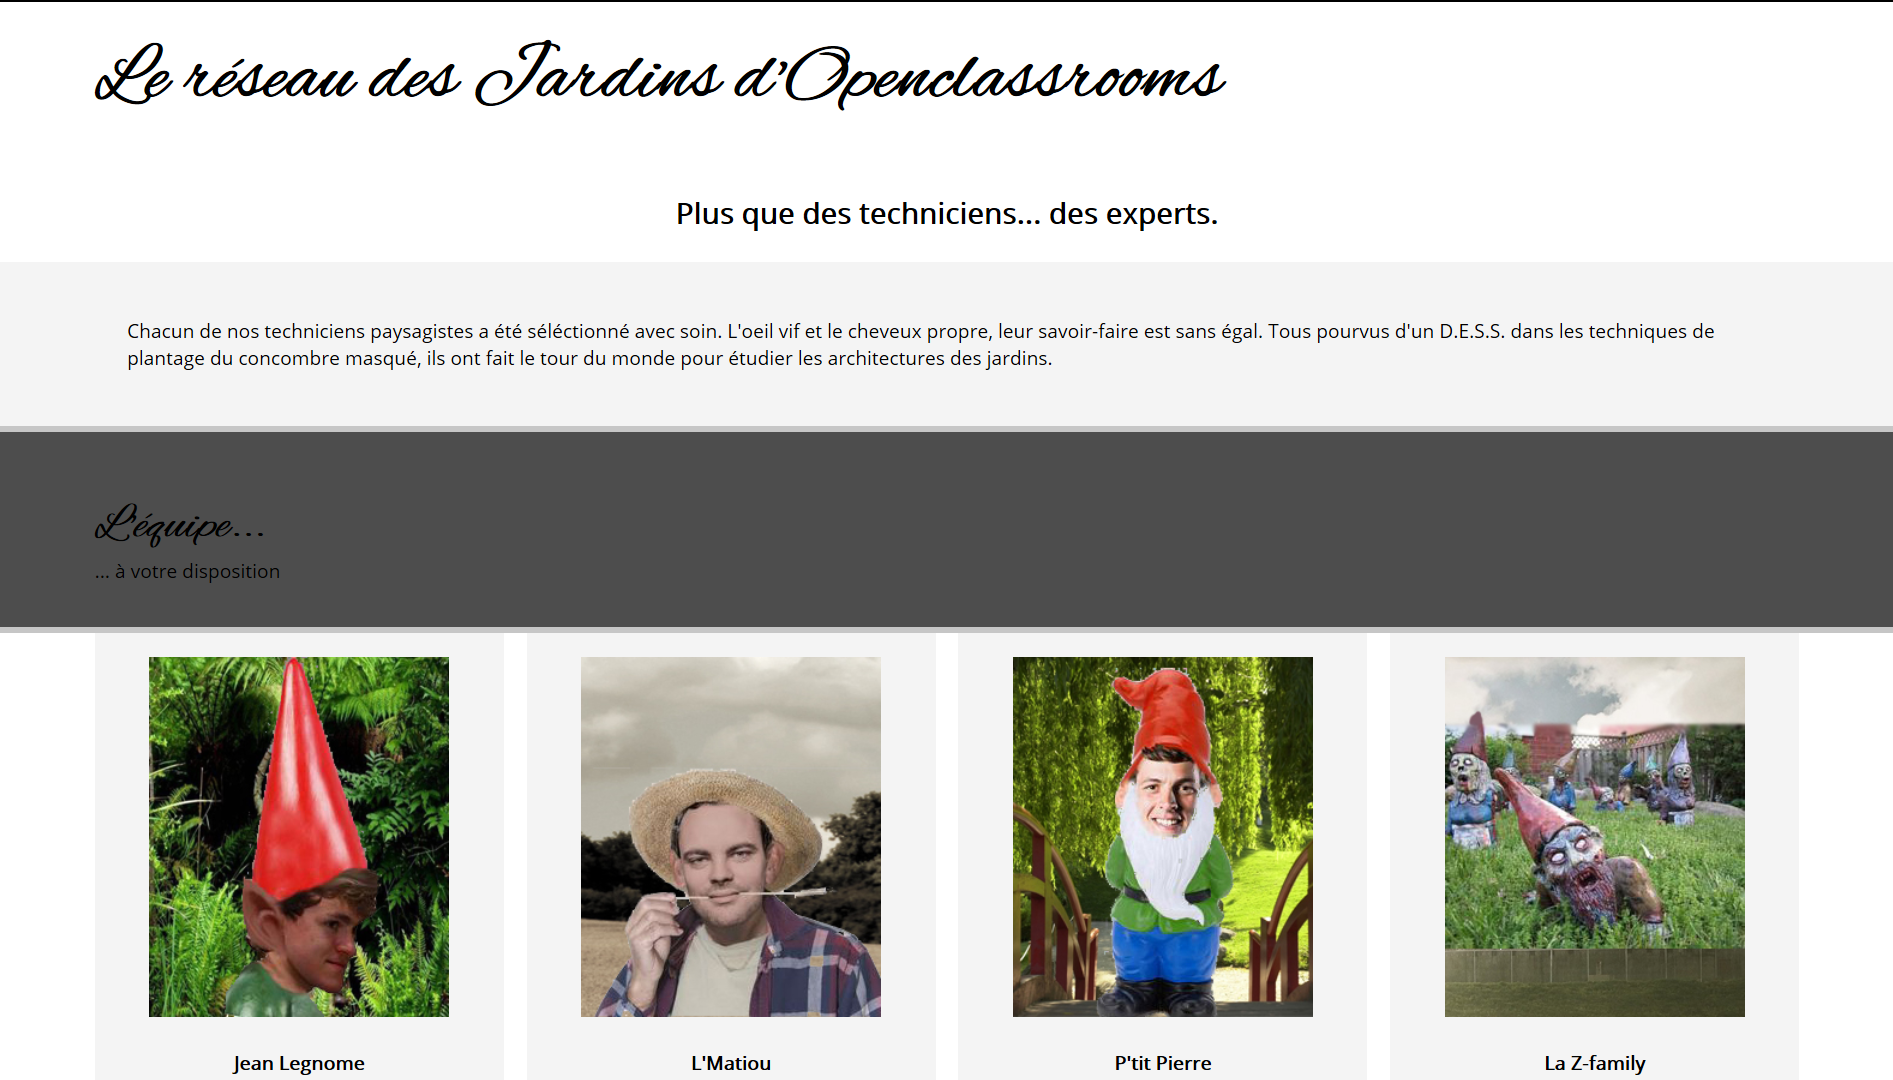 Le réseau des Jardins d'Openclassrooms
Plus que des techniciens... des experts.
Chacun de nos techniciens paysagistes a été séléctionné avec soin. L'oeil vif et le cheveux propre, leur savoir-faire est sans égal. Tous pourvus d'un D.E.S.S. dans les techniques de
plantage du concombre masqué, ils ont fait le tour du monde pour étudier les architectures des jardins.
L'équipe...
... à votre disposition
Jean Legnome
L'Matiou
P'tit Pierre
La Z-family